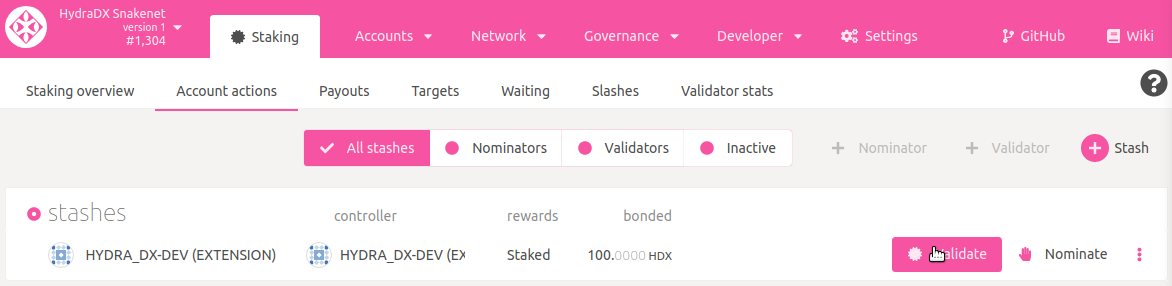 HydraDX Snakenet
version 1
#1,304
Staking
Accounts
Network
Governance
Developer
Settings
GitHub
Wiki
Staking overview
Account actions
Payouts
Targets
Waiting
Slashes
Validator stats
?
All stashes
Nominators
Validators
Inactive
+ Nominator
+ Validator
+ Stash
stashes
controller
rewards
bonded
HYDRA_DX-DEV (EXTENSION)
HYDRA_DX-DEV (EX
Staked
100.0000 HDX
Nominate